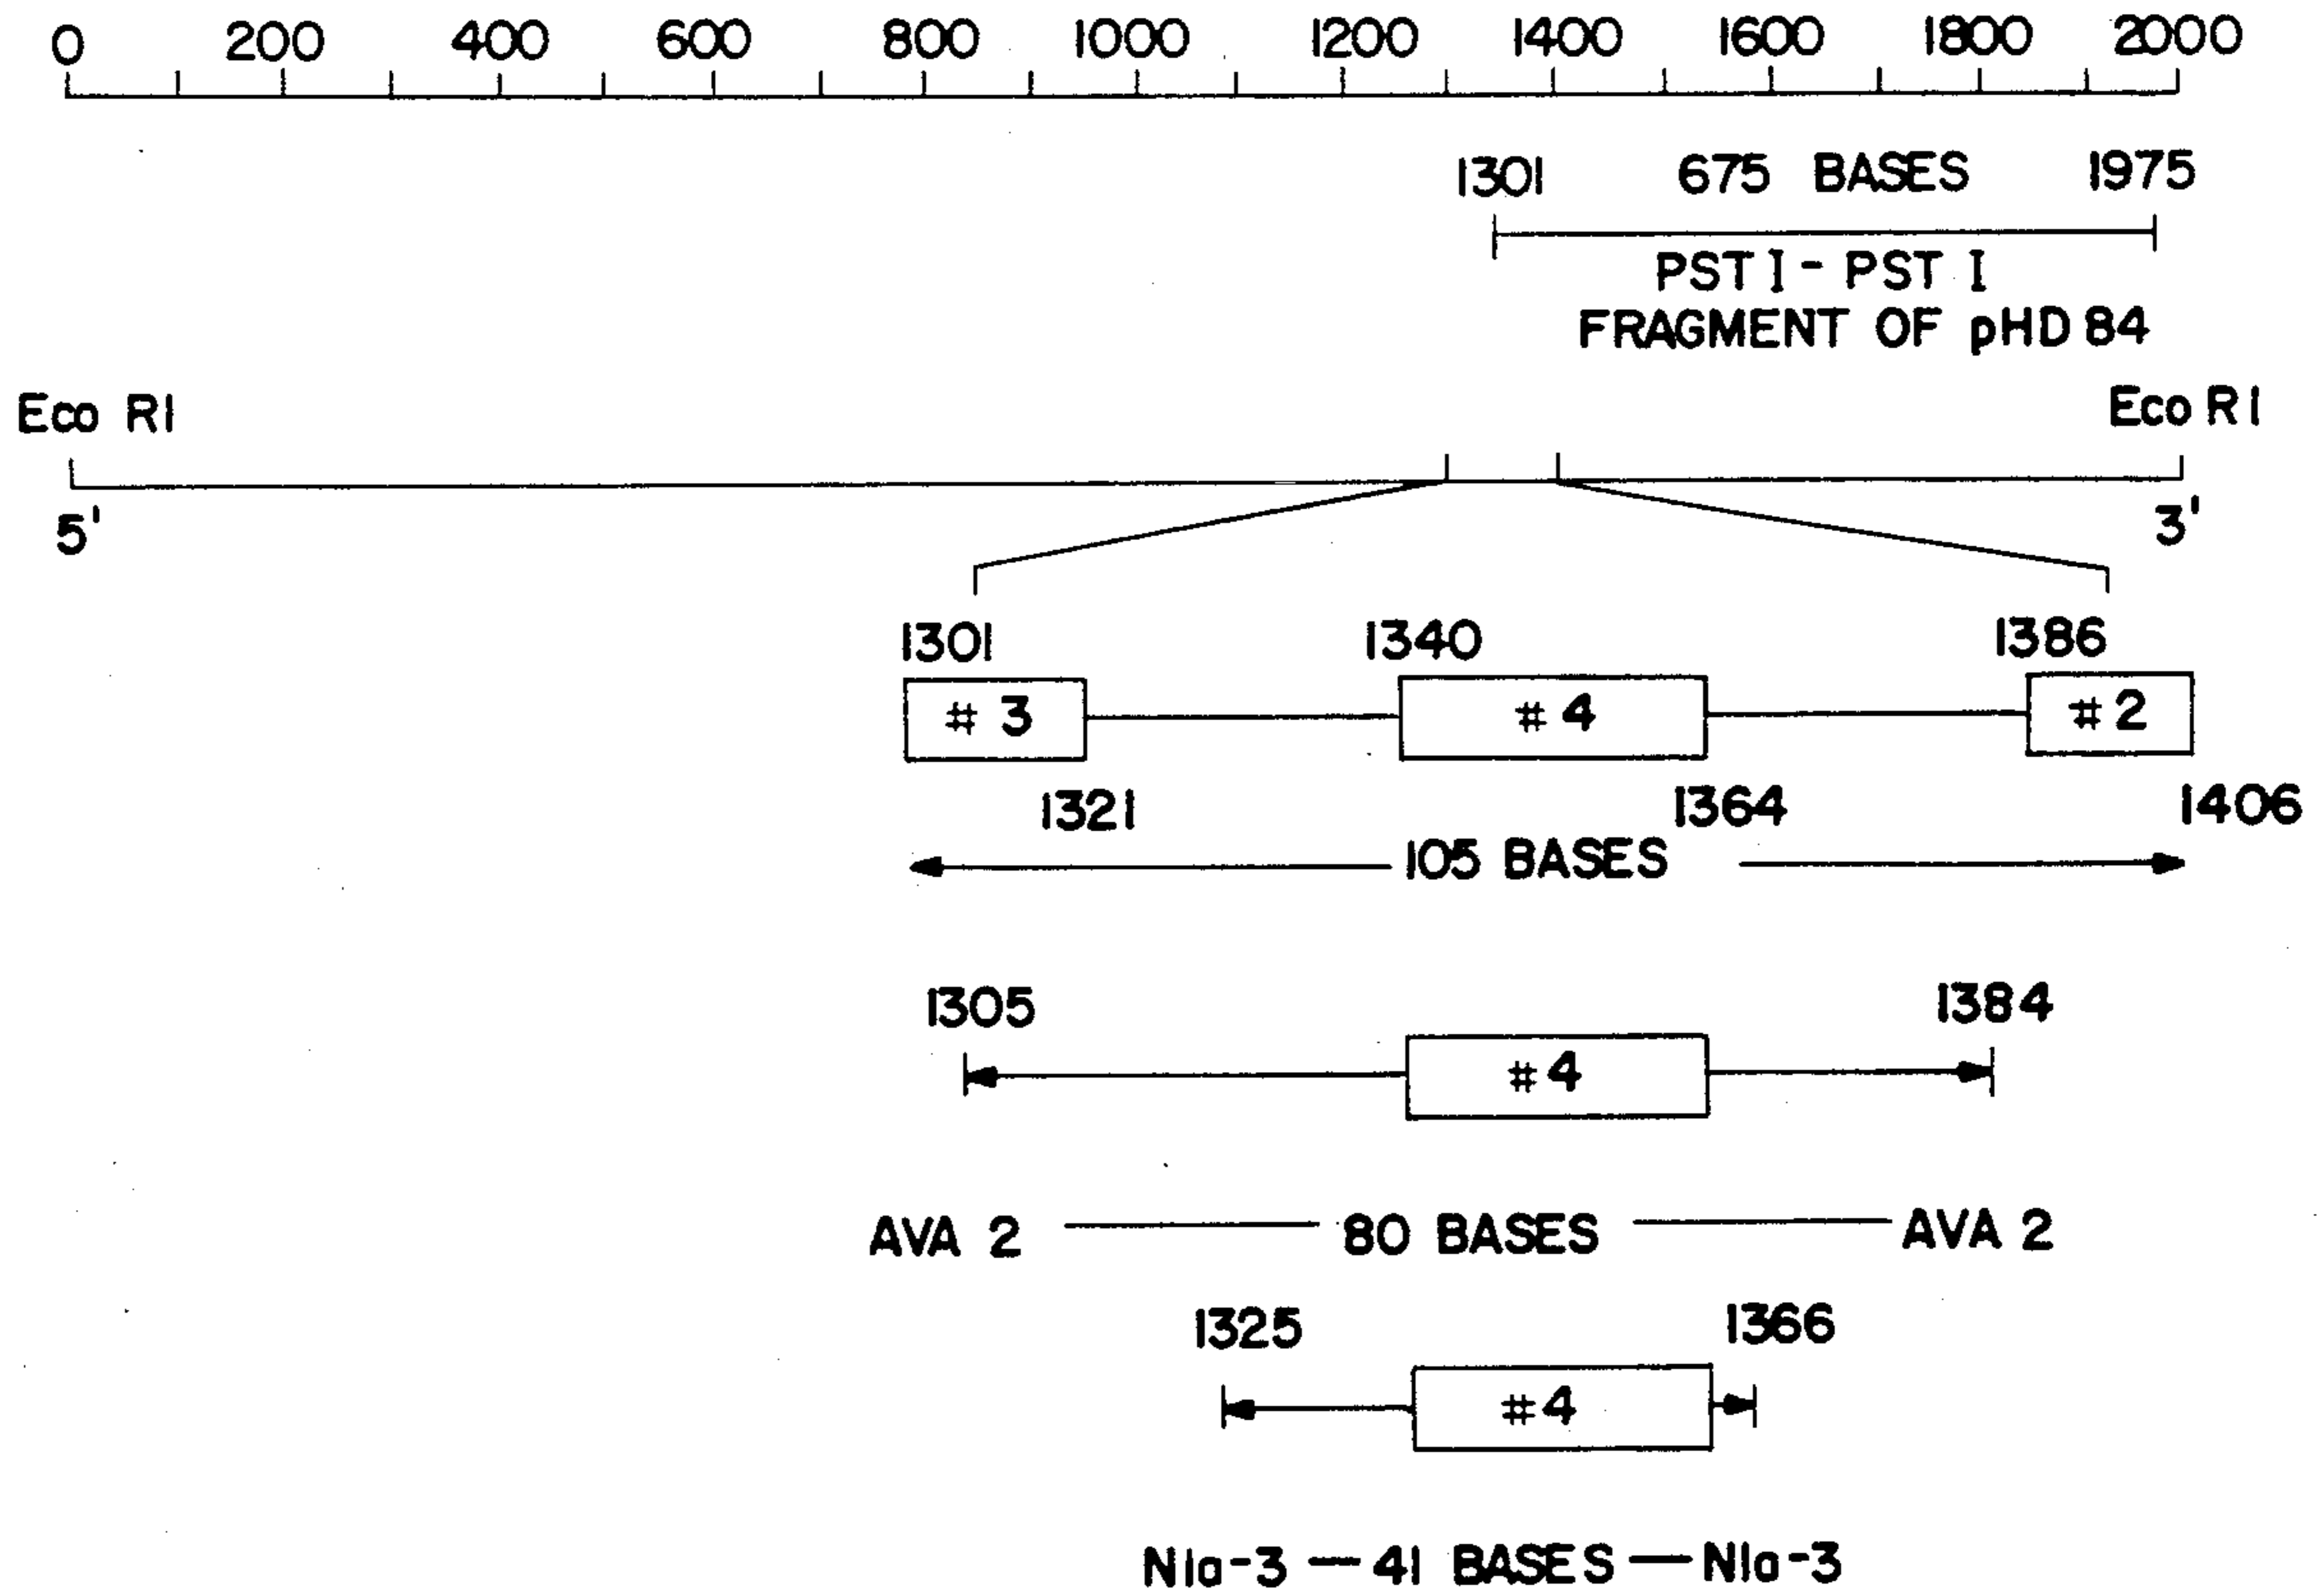 0 200 400 600 800 1000 1200 1400 1600 1800 2000
1301 675 BASES 1975
PST I - PST I
FRAGMENT OF pHD 84
Eco RI Eco RI
5' 3'
1301 1340 1386
# 3 # 4 # 2
1321 1364 1406
105 BASES
1305 1384
# 4
AVA 2 80 BASES AVA 2
1325 1366
# 4
Nla-3 — 41 BASES — Nla-3